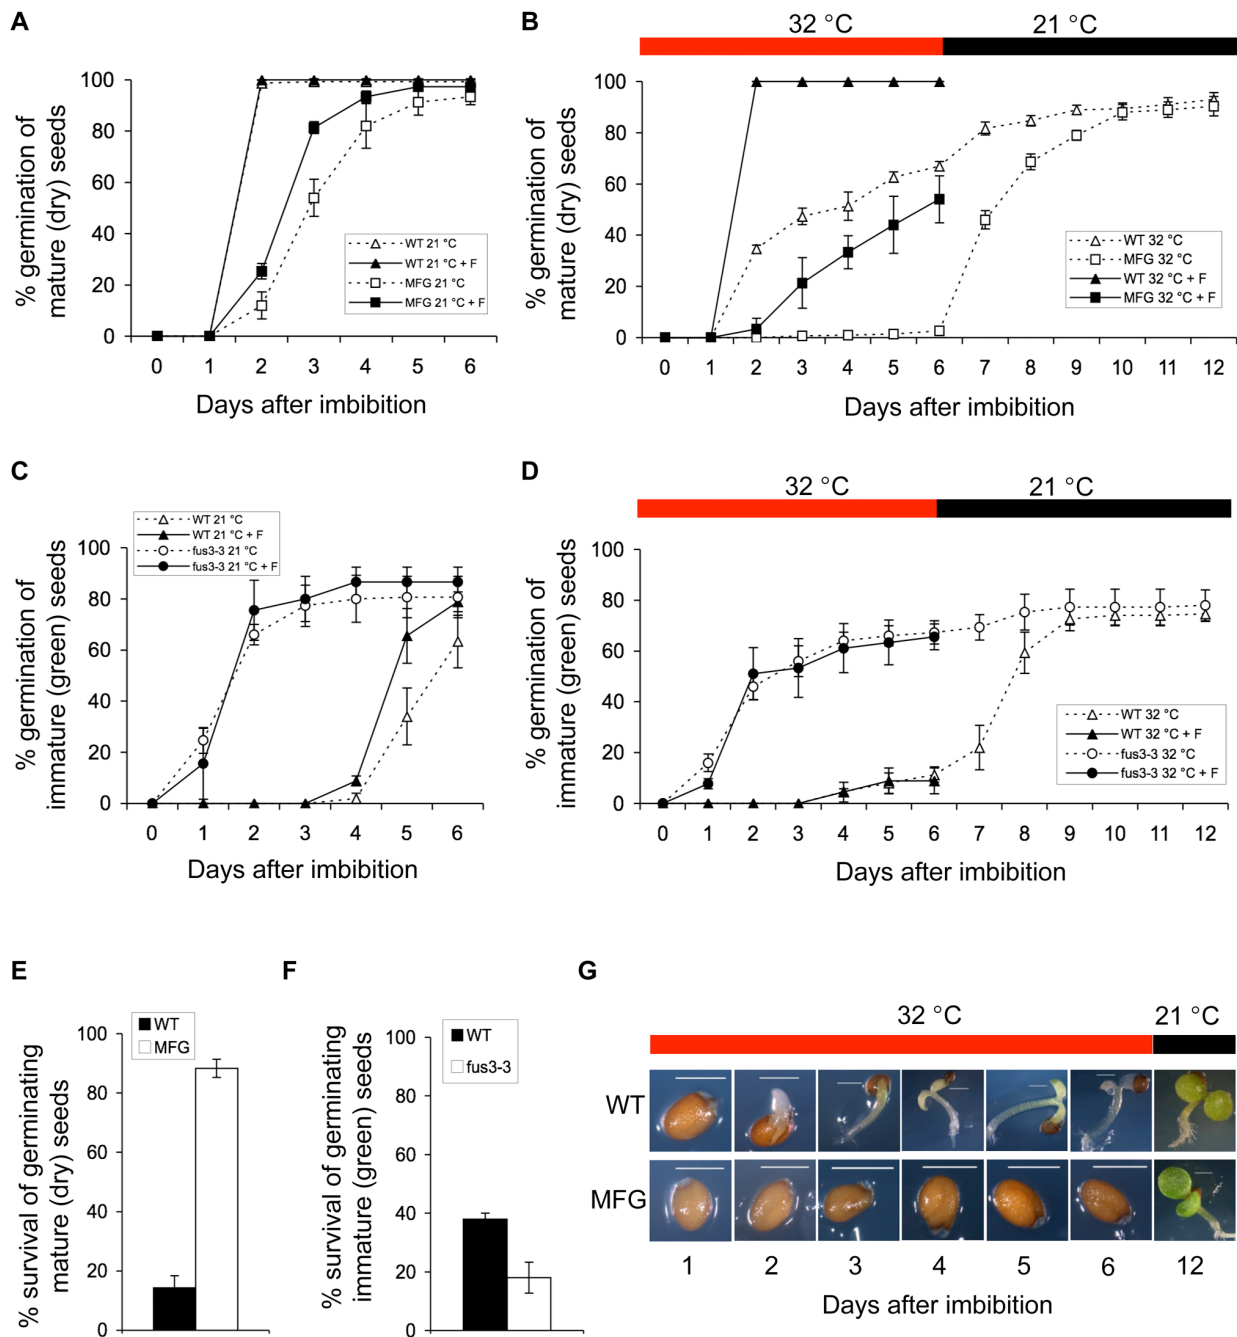 A
% germination of
mature (dry) seeds
100
80
60
40
20
0
WT 21 °C
WT 21 °C + F
MFG 21 °C
MFG 21 °C + F
0 1 2 3 4 5 6
Days after imbibition
B
32 °C 21 °C
% germination of
mature (dry) seeds
100
80
60
40
20
0
WT 32 °C
MFG 32 °C
WT 32 °C + F
MFG 32 °C + F
0 1 2 3 4 5 6 7 8 9 10 11 12
Days after imbibition
C
% germination of
immature (green) seeds
WT 21 °C
WT 21 °C + F
fus3-3 21 °C
fus3-3 21 °C + F
100
80
60
40
20
0
0 1 2 3 4 5 6
Days after imbibition
D
32 °C 21 °C
% germination of
immature (green) seeds
100
80
60
40
20
0
WT 32 °C
WT 32 °C + F
fus3-3 32 °C
fus3-3 32 °C + F
0 1 2 3 4 5 6 7 8 9 10 11 12
Days after imbibition
E
% survival of germinating
mature (dry) seeds
WT
MFG
100
80
60
40
20
0
F
% survival of germinating
immature (green) seeds
WT
fus3-3
100
80
60
40
20
0
G
32 °C 21 °C
WT
MFG
1 2 3 4 5 6 12
Days after imbibition